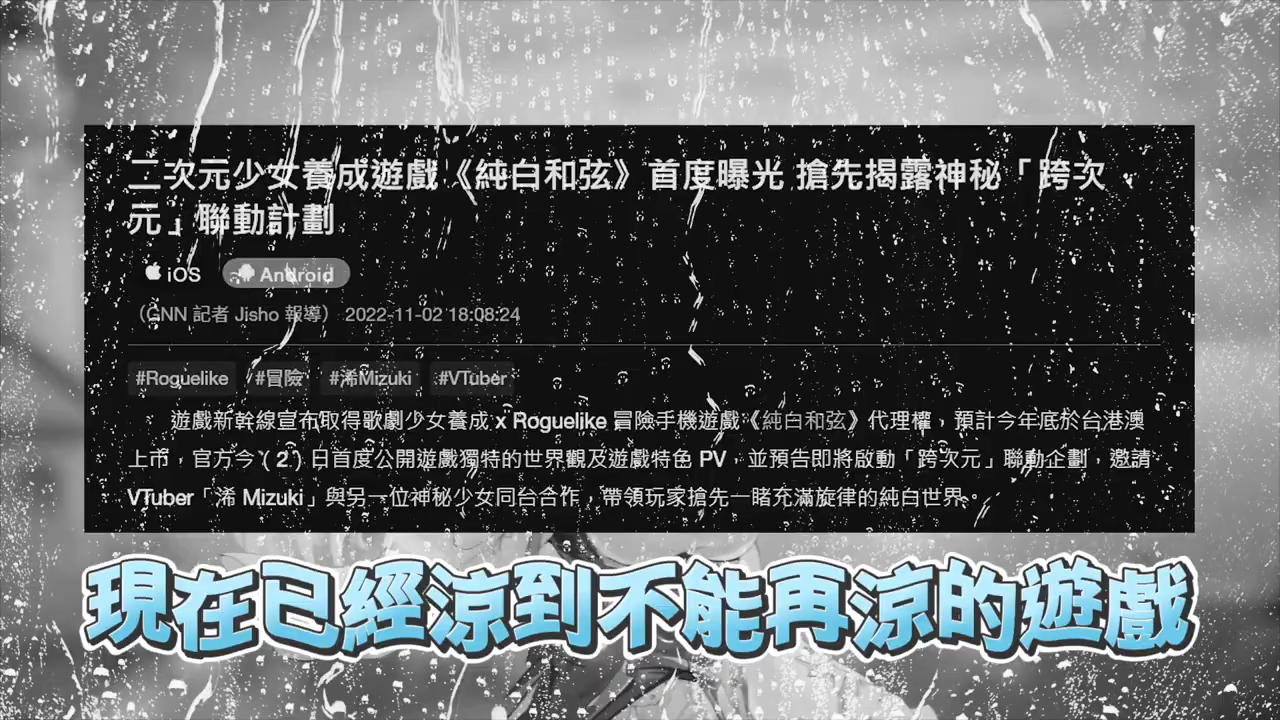 二次元少女養成遊戲《純白和弦》首度曝光 搶先揭露神秘「跨次
元」聯動計劃
iOS Android
（GNN 記者 Jisho 報導） 2022-11-02 18:08:24
#Roguelike #冒險 #浠Mizuki #VTuber
遊戲新幹線宣布取得歌劇少女養成 x Roguelike 冒險手機遊戲《純白和弦》代理權，預計今年底於台港澳
上市，官方今（2）日首度公開遊戲獨特的世界觀及遊戲特色 PV，並預告即將啟動「跨次元」聯動企劃，邀請
VTuber「浠 Mizuki」與另一位神秘少女同台合作，帶領玩家搶先一睹充滿旋律的純白世界。
現在已經涼到不能再涼的遊戲